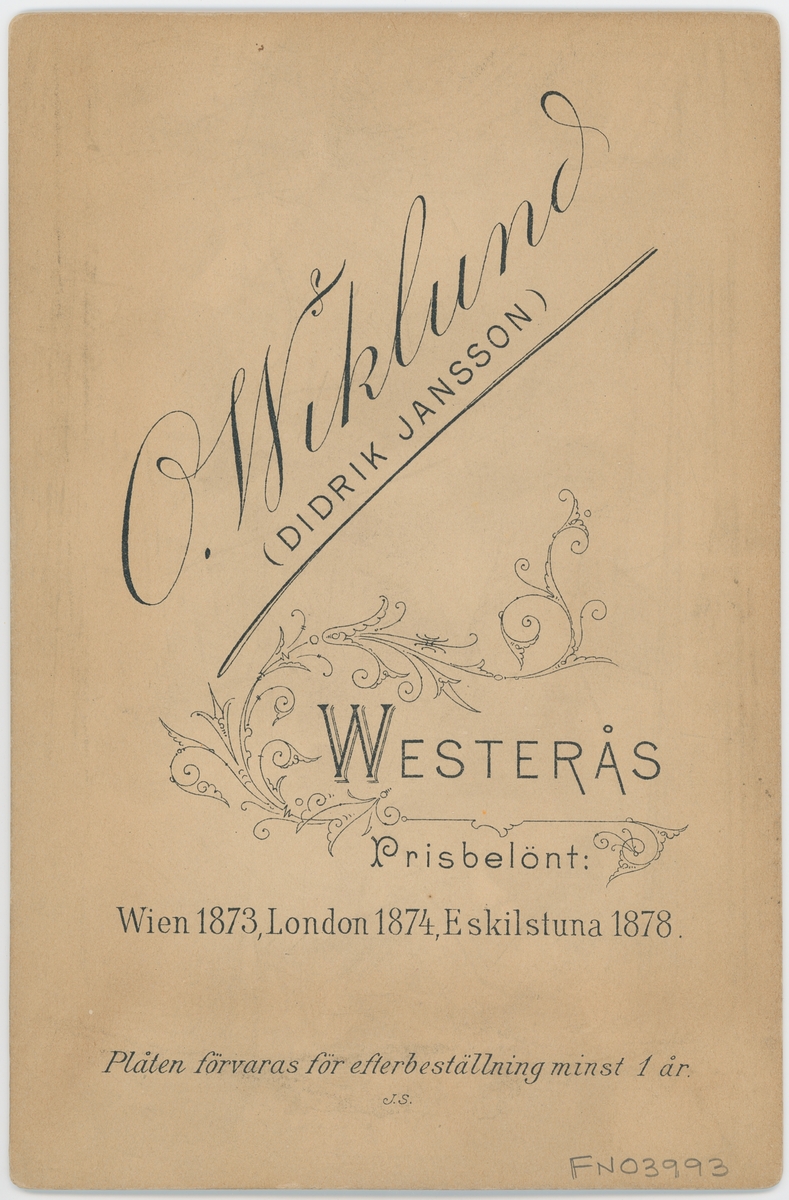 O. Wiklund
(DIDRIK JANSSON)
WESTERÅS
Prisbelönt:
Wien 1873, London 1874, Eskilstuna 1878.
Plåten förvaras för efterbeställning minst 1 år.
J.S.
FN03993